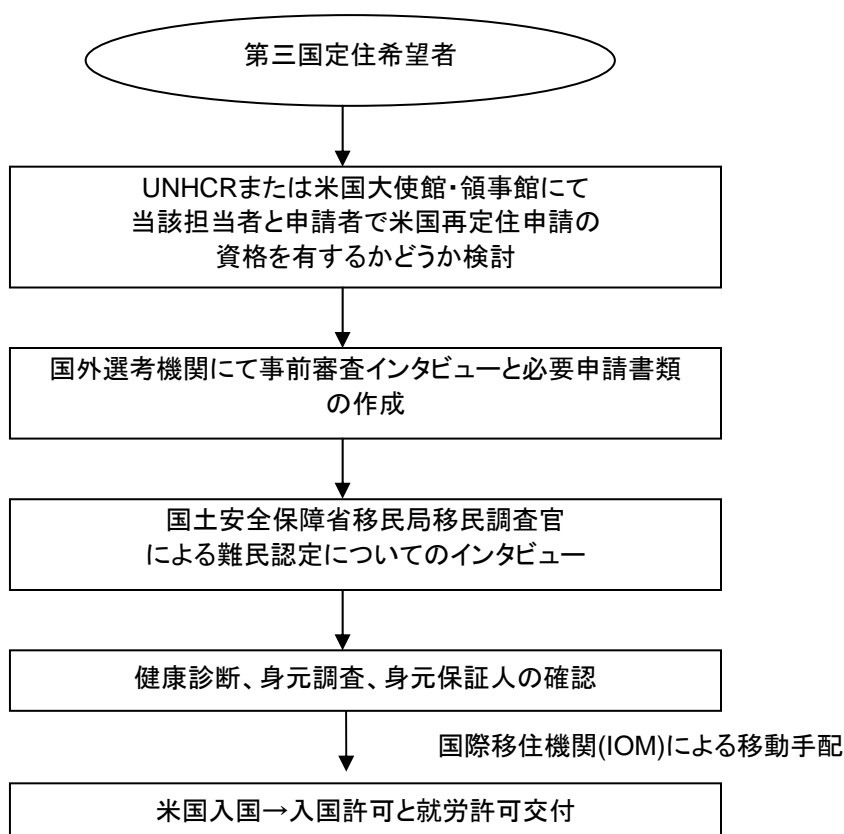 第三国定住希望者
UNHCRまたは米国大使館・領事館にて
当該担当者と申請者で米国再定住申請の
資格を有するかどうか検討
国外選考機関にて事前審査インタビューと必要申請書類
の作成
国土安全保障省移民局移民調査官
による難民認定についてのインタビュー
健康診断、身元調査、身元保証人の確認
国際移住機関(IOM)による移動手配
米国入国→入国許可と就労許可交付